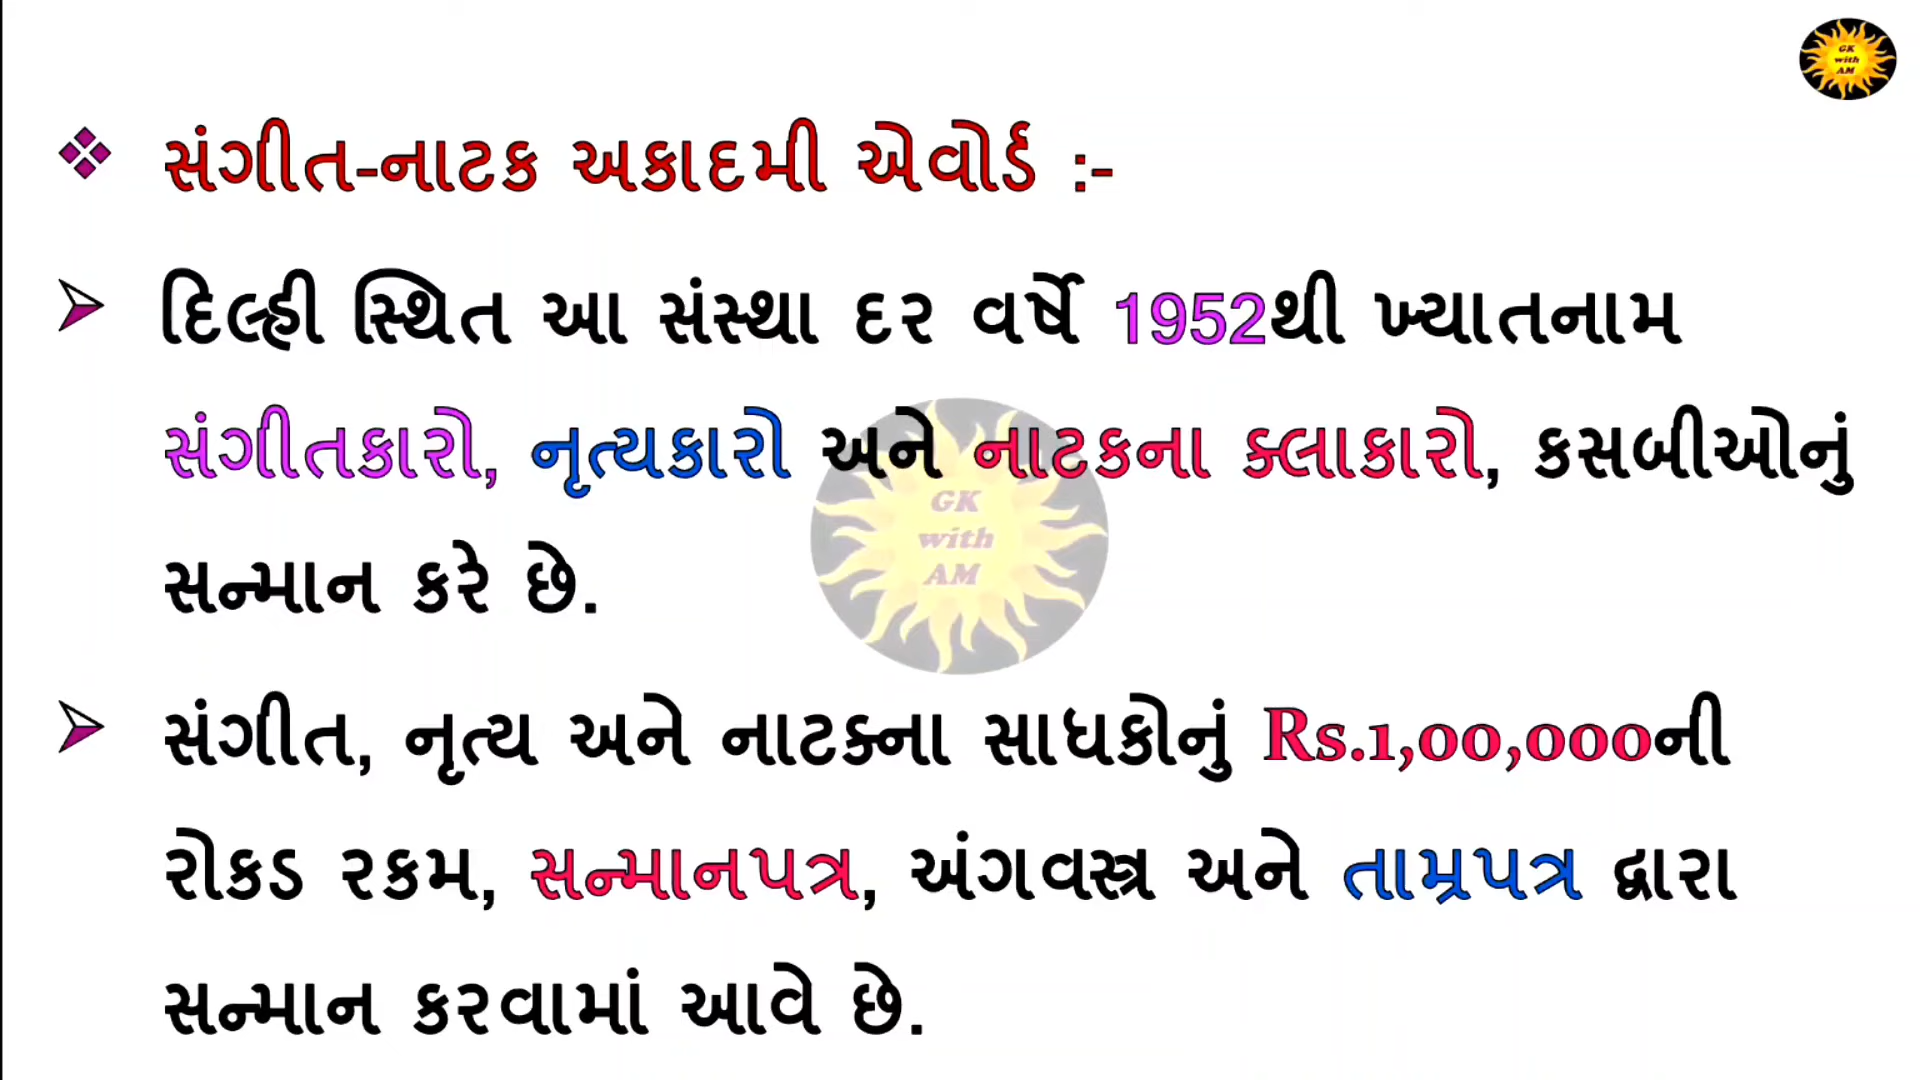 GK
with
AM
સંગીત-નાટક અકાદમી એવોર્ડ :-
દિલ્હી સ્થિત આ સંસ્થા દર વર્ષે 1952થી ખ્યાતનામ
સંગીતકારો, નૃત્યકારો અને નાટકના ક્લાકારો, કસબીઓનું
સન્માન કરે છે.
GK
with
AM
સંગીત, નૃત્ય અને નાટક્ના સાધકોનું Rs.1,00,000ની
રોકડ રકમ, સન્માનપત્ર, અંગવસ્ત્ર અને તામ્રપત્ર દ્વારા
સન્માન કરવામાં આવે છે.